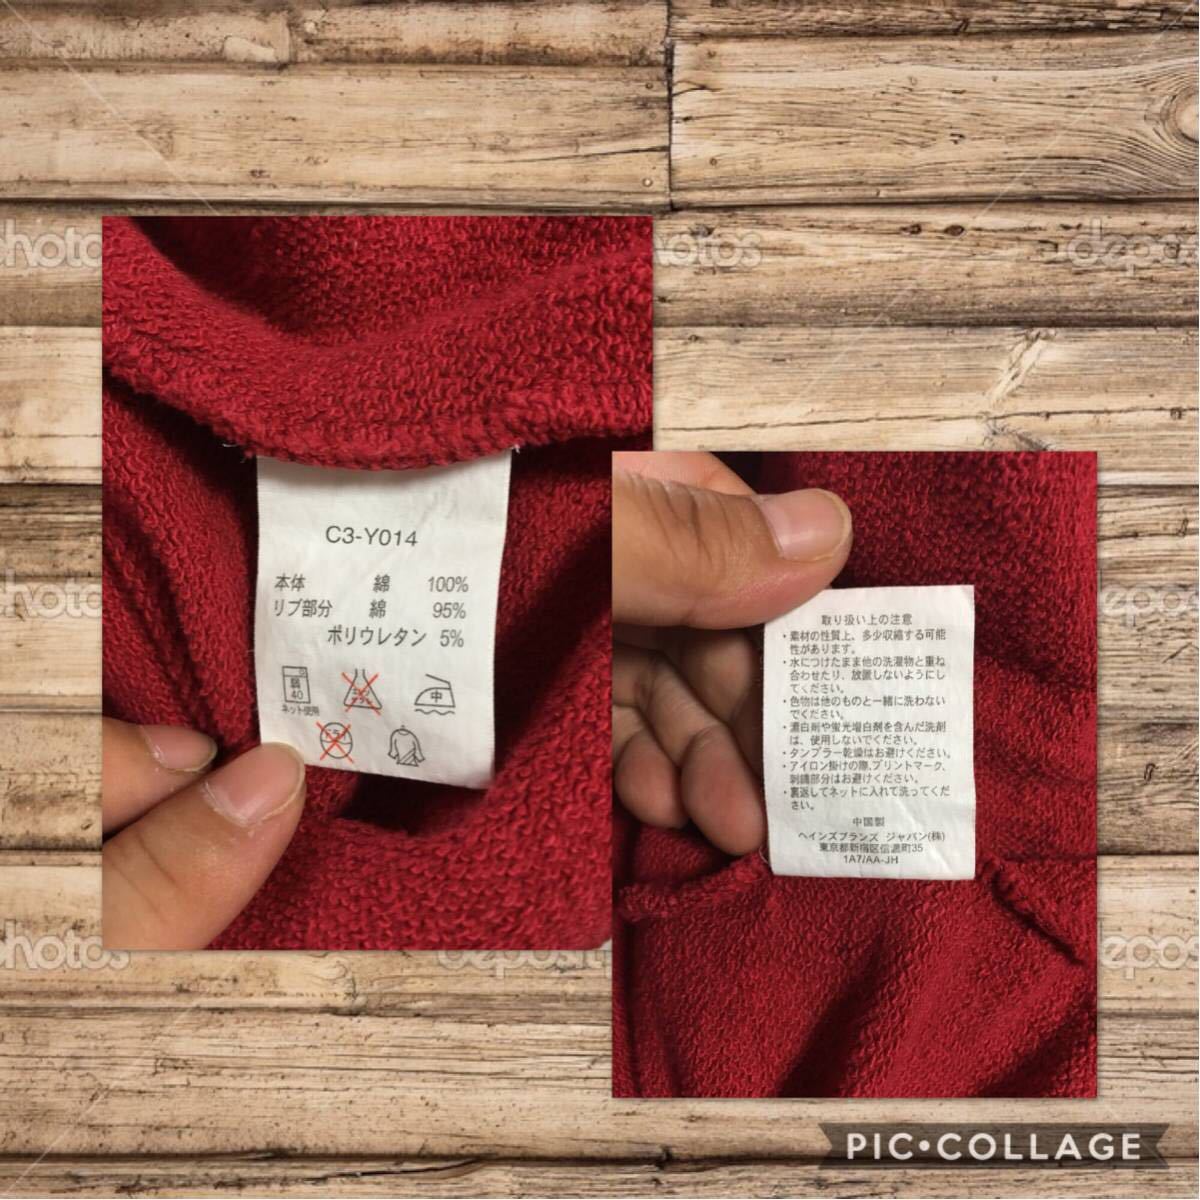 C3-Y014
本体 綿 100%
リブ部分 綿 95%
ポリウレタン 5%
弱
40
ネット使用
中
取り扱い上の注意
・素材の性質上、多少収縮する可能
性があります。
・水につけたまま他の洗濯物と重ね
合わせたり、放置しないようにし
てください。
・色物は他のものと一緒に洗わない
でください。
・漂白剤や蛍光増白剤を含んだ洗剤
は、使用しないでください。
・タンブラー乾燥はお避けください。
・アイロン掛けの際、プリントマーク、
刺繍部分はお避けください。
・裏返してネットに入れて洗ってくだ
さい。
中国製
ヘインズブランズ ジャパン(株)
東京都新宿区信濃町35
1A7/AA-JH
PIC•COLLAGE